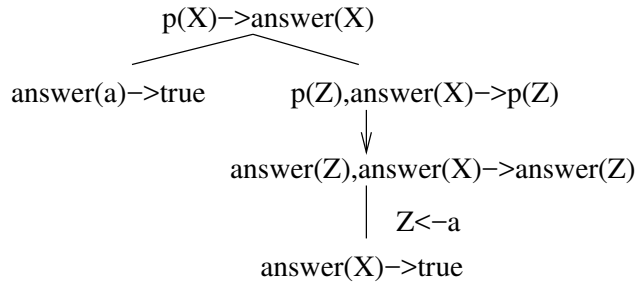 p(X)−>answer(X)
answer(a)−>true
p(Z),answer(X)−>p(Z)
answer(Z),answer(X)−>answer(Z)
Z<−a
answer(X)−>true